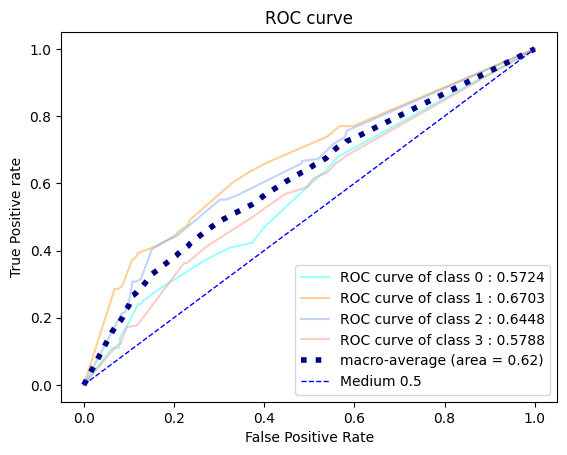 ROC curve
True Positive rate
1.0
0.8
0.6
0.4
0.2
0.0
ROC curve of class 0 : 0.5724
ROC curve of class 1 : 0.6703
ROC curve of class 2 : 0.6448
ROC curve of class 3 : 0.5788
macro-average (area = 0.62)
Medium 0.5
0.0 0.2 0.4 0.6 0.8 1.0
False Positive Rate